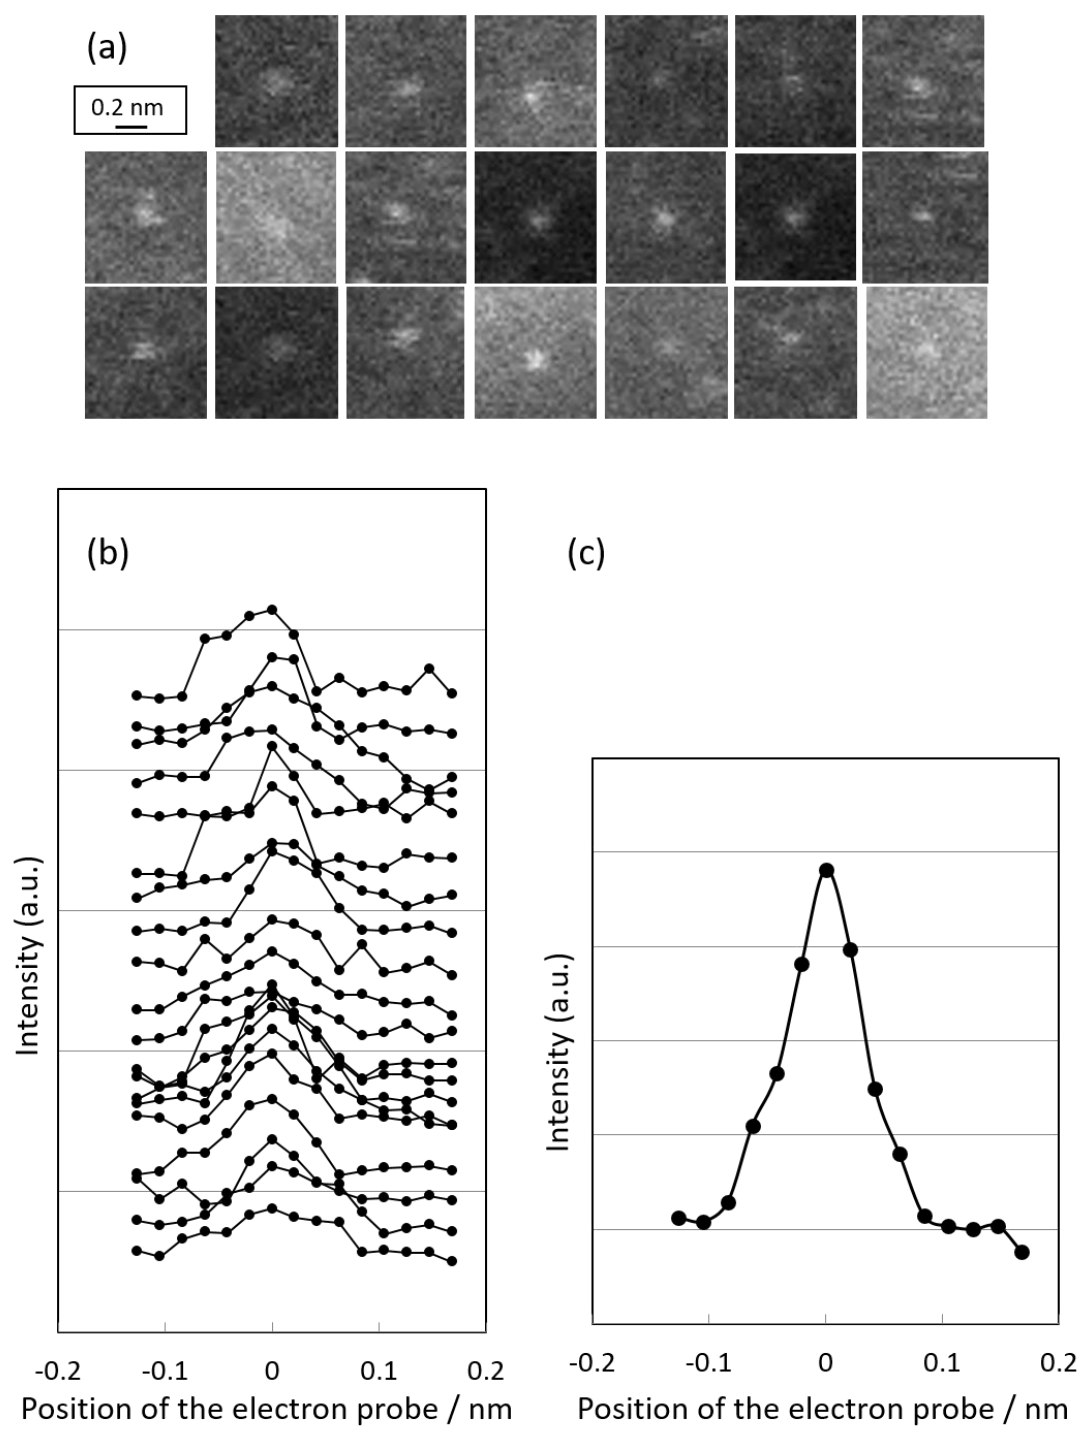 (a)
0.2 nm
(b)
(c)
Intensity (a.u.)
Intensity (a.u.)
-0.2 -0.1 0 0.1 0.2
Position of the electron probe / nm
-0.2 -0.1 0 0.1 0.2
Position of the electron probe / nm